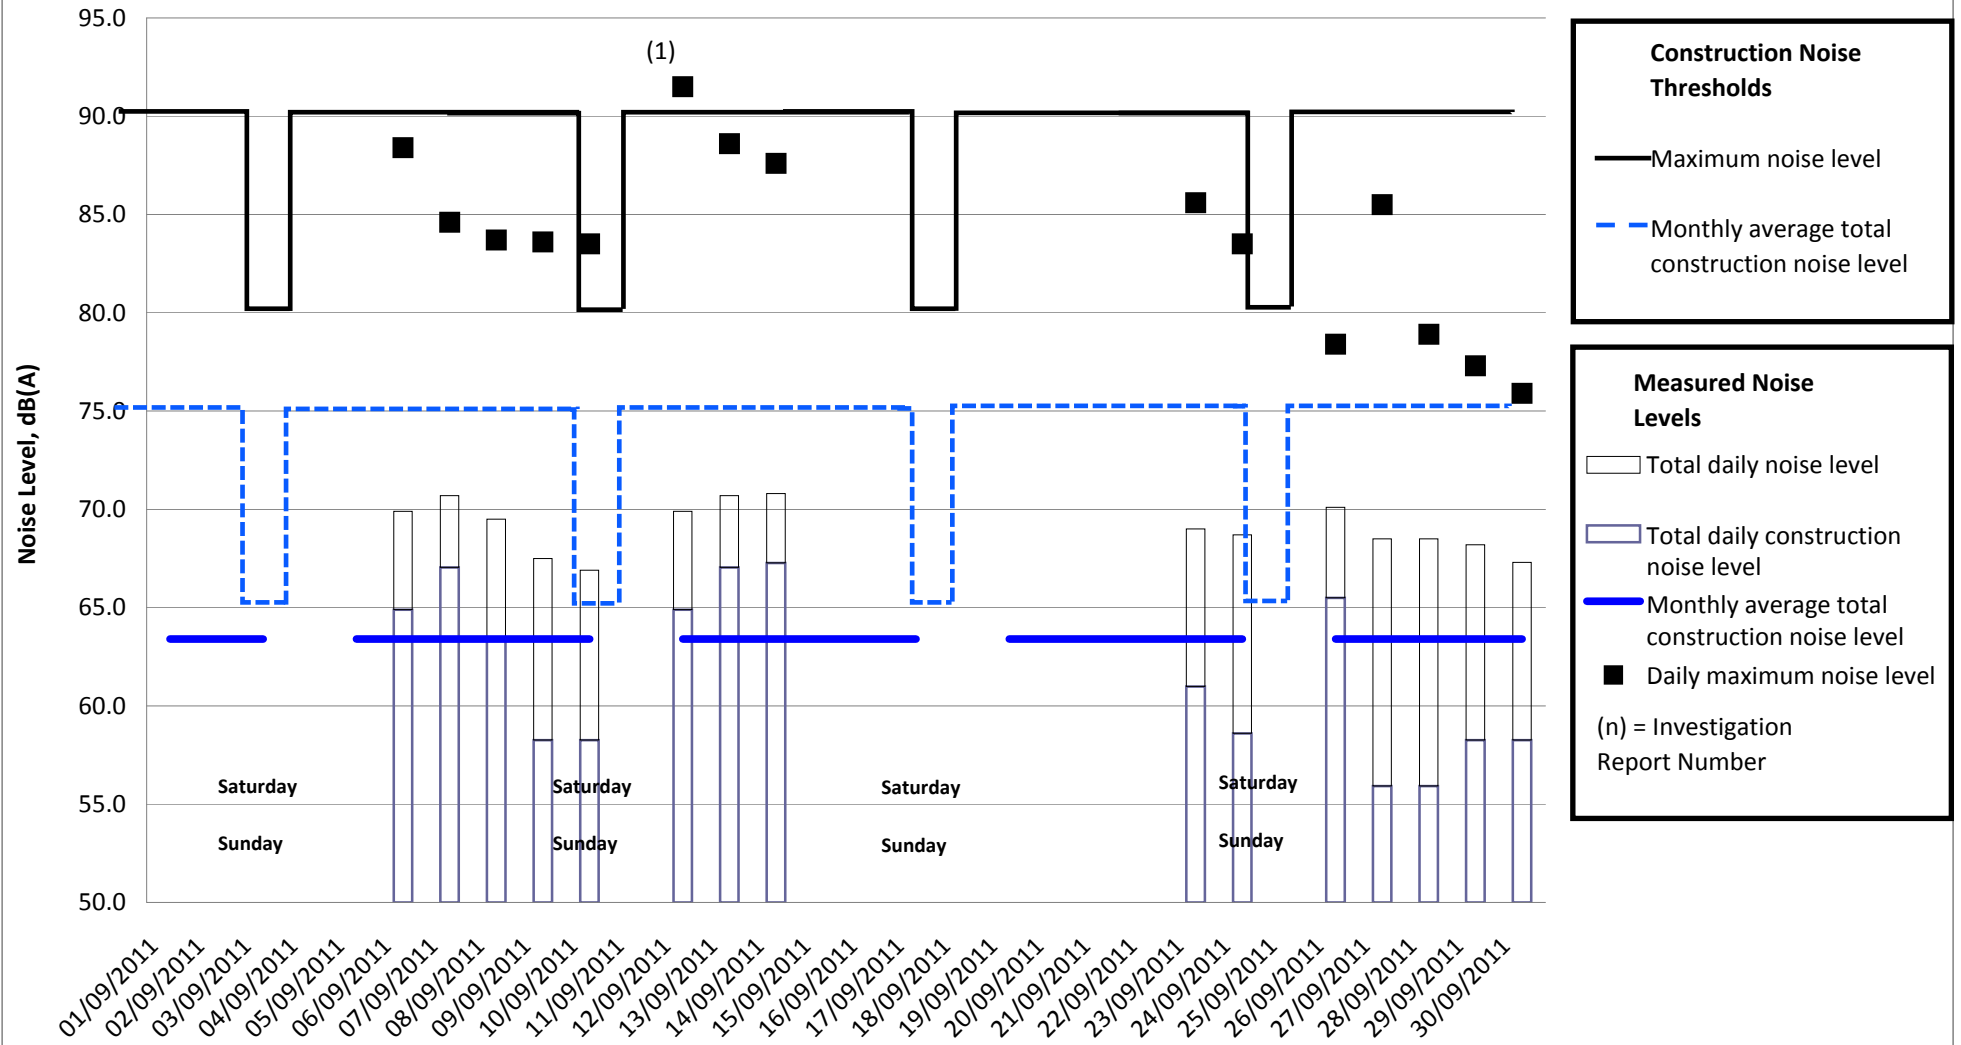 95.0
90.0
85.0
80.0
75.0
70.0
65.0
60.0
55.0
50.0
Noise Level, dB(A)
(1)
Saturday
Sunday
Saturday
Sunday
Saturday
Sunday
Saturday
Sunday
01/09/2011
02/09/2011
03/09/2011
04/09/2011
05/09/2011
06/09/2011
07/09/2011
08/09/2011
09/09/2011
10/09/2011
11/09/2011
12/09/2011
13/09/2011
14/09/2011
15/09/2011
16/09/2011
17/09/2011
18/09/2011
19/09/2011
20/09/2011
21/09/2011
22/09/2011
23/09/2011
24/09/2011
25/09/2011
26/09/2011
27/09/2011
28/09/2011
29/09/2011
30/09/2011
Construction Noise
Thresholds
Maximum noise level
Monthly average total
construction noise level
Measured Noise
Levels
Total daily noise level
Total daily construction
noise level
Monthly average total
construction noise level
Daily maximum noise level
(n) = Investigation
Report Number